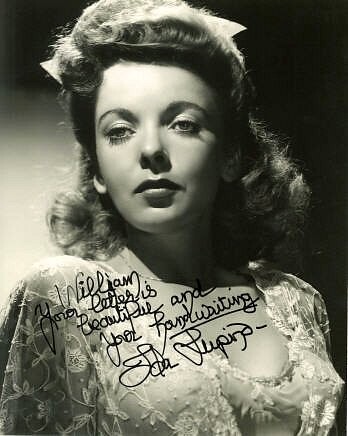 William
Your letter is
beautiful and
your handwriting
Ida Lupino